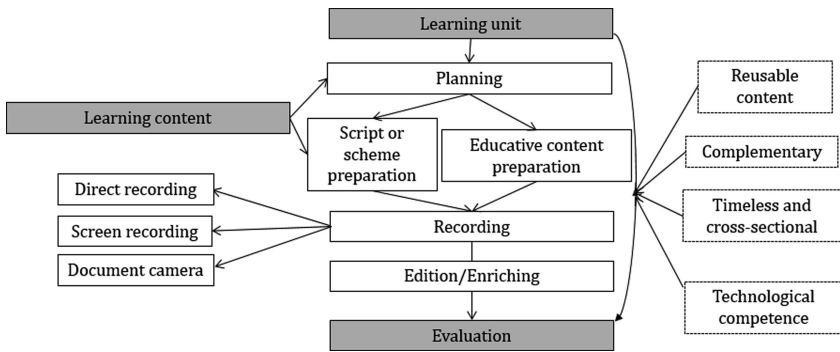 Learning unit
Planning
Reusable
content
Learning content
Script or
scheme
preparation
Educative content
preparation
Complementary
Direct recording
Timeless and
cross-sectional
Screen recording
Recording
Document camera
Edition/Enriching
Technological
competence
Evaluation